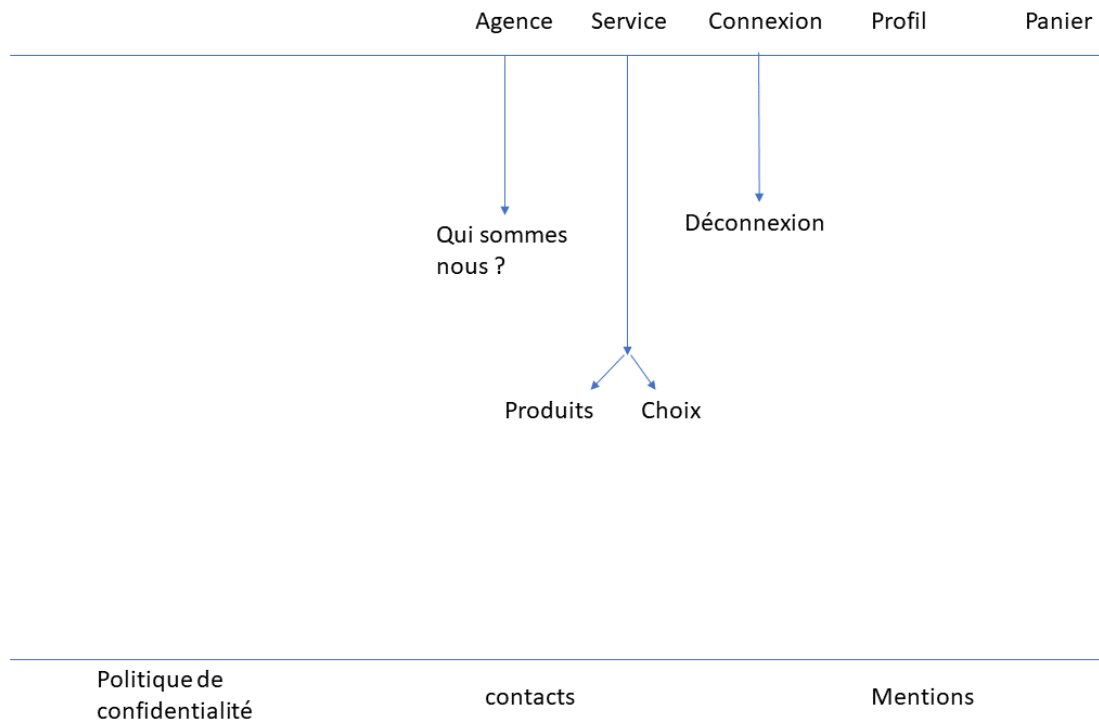 Agence Service Connexion Profil Panier
Déconnexion
Qui sommes
nous ?
Produits Choix
Politique de
confidentialité
contacts
Mentions